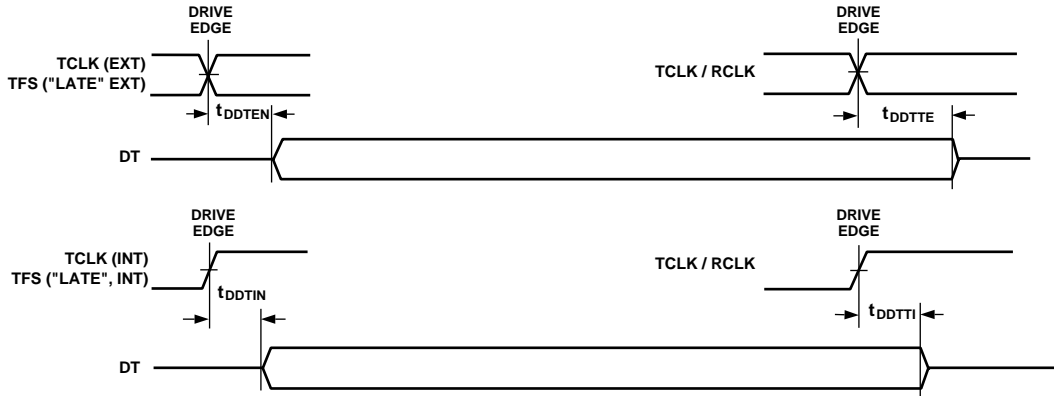 DRIVE
EDGE
DRIVE
EDGE
TCLK (EXT)
TFS ("LATE" EXT)
TCLK / RCLK
tDDTEN
tDDTTE
DT
DRIVE
EDGE
DRIVE
EDGE
TCLK (INT)
TFS ("LATE", INT)
TCLK / RCLK
tDDTIN
tDDTTI
DT